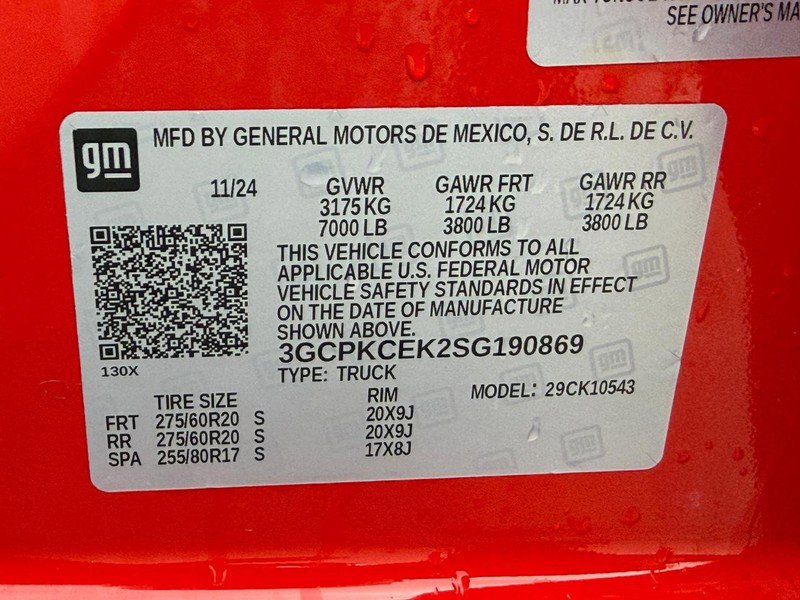 SEE OWNER'S MA
gm
MFD BY GENERAL MOTORS DE MEXICO, S. DE R.L. DE C.V.
11/24 GVWR GAWR FRT GAWR RR
3175 KG 1724 KG 1724 KG
7000 LB 3800 LB 3800 LB
THIS VEHICLE CONFORMS TO ALL
APPLICABLE U.S. FEDERAL MOTOR
VEHICLE SAFETY STANDARDS IN EFFECT
ON THE DATE OF MANUFACTURE
SHOWN ABOVE.
3GCPKCEK2SG190869
130X
TYPE: TRUCK MODEL: 29CK10543
TIRE SIZE RIM
FRT 275/60R20 S 20X9J
RR 275/60R20 S 20X9J
SPA 255/80R17 S 17X8J